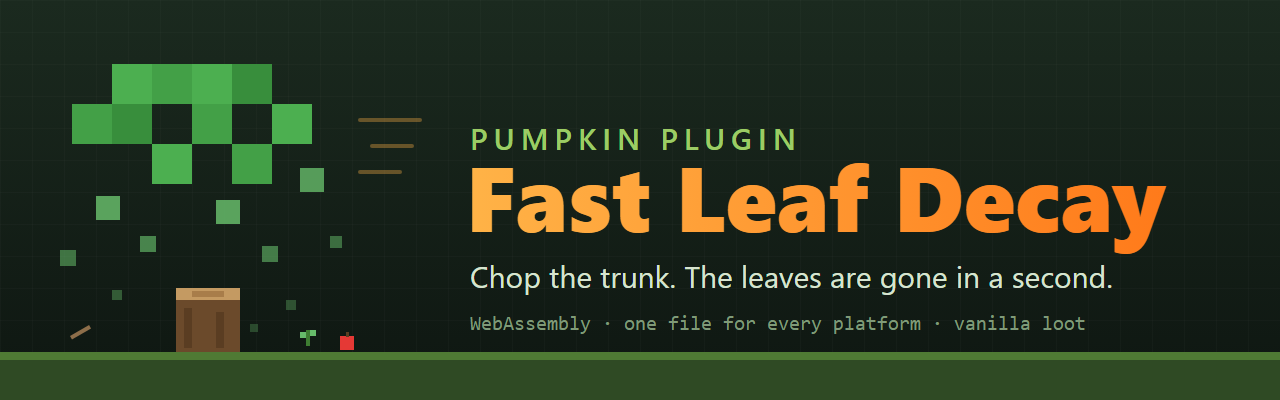 PUMPKIN PLUGIN
Fast Leaf Decay
Chop the trunk. The leaves are gone in a second.
WebAssembly · one file for every platform · vanilla loot